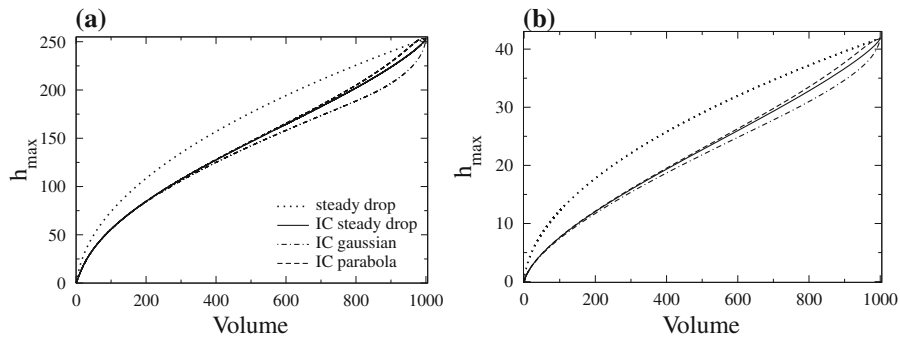 (a)
h_max
250
200
150
100
50
0
0 200 400 600 800 1000
Volume
steady drop
IC steady drop
IC gaussian
IC parabola
(b)
h_max
40
30
20
10
0
0 200 400 600 800 1000
Volume